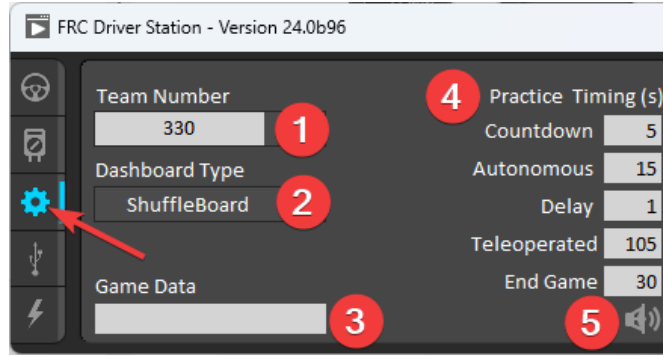 FRC Driver Station - Version 24.0b96
Team Number
330
1
Dashboard Type
ShuffleBoard
2
Game Data
3
4
Practice Timing (s)
Countdown 5
Autonomous 15
Delay 1
Teleoperated 105
End Game 30
5